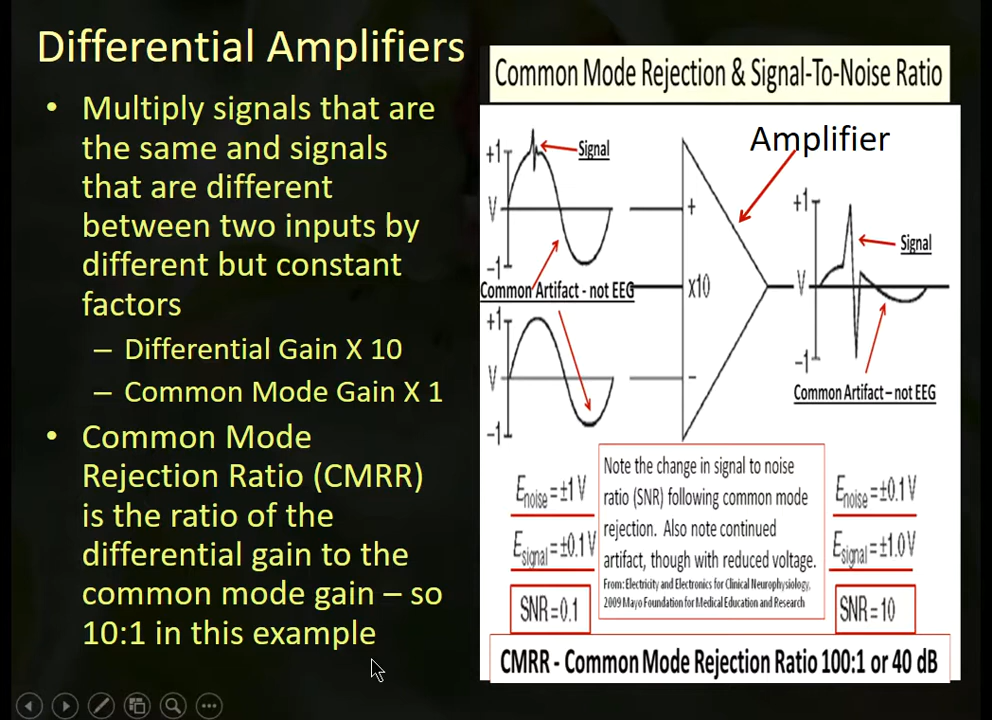 Differential Amplifiers
• Multiply signals that are
the same and signals
that are different
between two inputs by
different but constant
factors
– Differential Gain X 10
– Common Mode Gain X 1
• Common Mode
Rejection Ratio (CMRR)
is the ratio of the
differential gain to the
common mode gain – so
10:1 in this example
Common Mode Rejection & Signal-To-Noise Ratio
Amplifier
+1
Signal
V
-1
+
Common Artifact - not EEG
x10
+1
V
-1
–
+1
Signal
V
-1
Common Artifact – not EEG
Enoise=±1 V
Esignal=±0.1 V
SNR=0.1
Note the change in signal to noise
ratio (SNR) following common mode
rejection. Also note continued
artifact, though with reduced voltage.
From: Electricity and Electronics for Clinical Neurophysiology,
2009 Mayo Foundation for Medical Education and Research
Enoise=±0.1V
Esignal=±1.0V
SNR=10
CMRR - Common Mode Rejection Ratio 100:1 or 40 dB